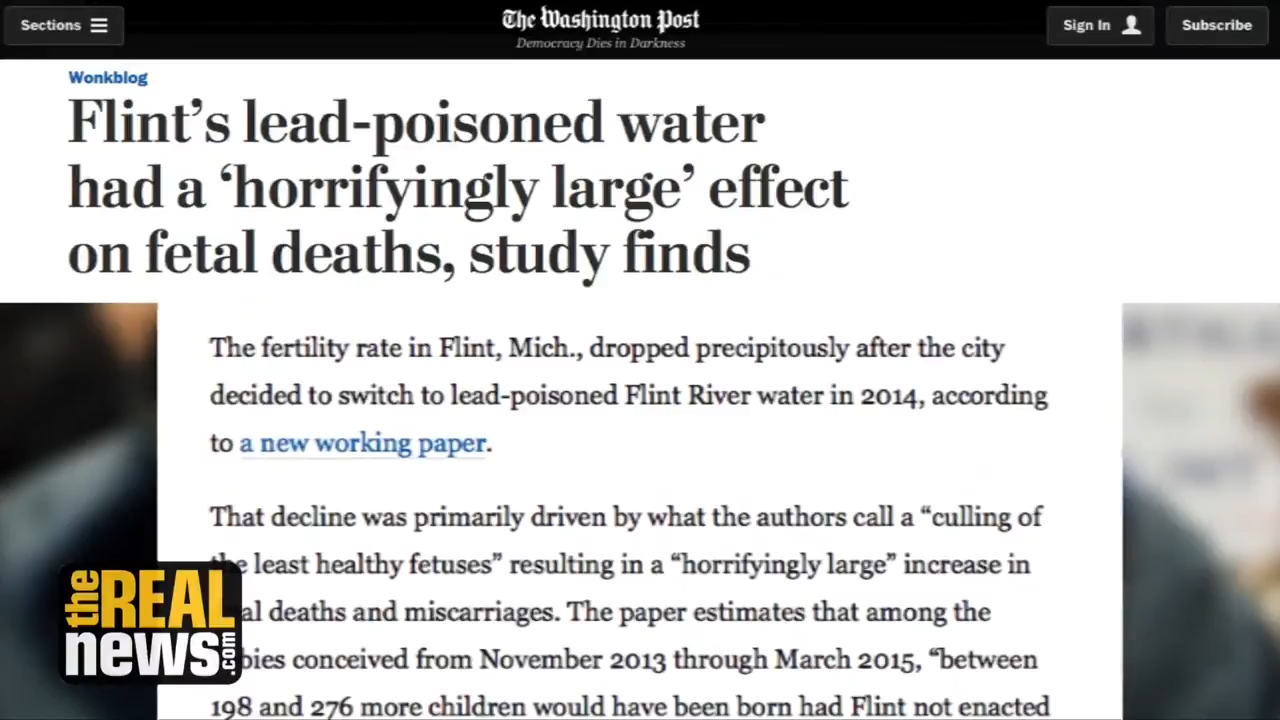 Sections
The Washington Post
Democracy Dies in Darkness
Sign In
Subscribe
Wonkblog
Flint's lead-poisoned water
had a ‘horrifyingly large’ effect
on fetal deaths, study finds
The fertility rate in Flint, Mich., dropped precipitously after the city
decided to switch to lead-poisoned Flint River water in 2014, according
to a new working paper.
That decline was primarily driven by what the authors call a “culling of
the least healthy fetuses” resulting in a “horrifyingly large” increase in
al deaths and miscarriages. The paper estimates that among the
bies conceived from November 2013 through March 2015, “between
198 and 276 more children would have been born had Flint not enacted
the REAL
news.com